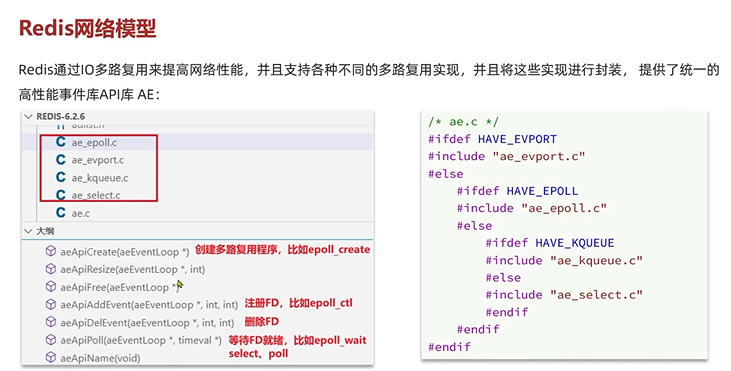 Redis网络模型
Redis通过IO多路复用来提高网络性能，并且支持各种不同的多路复用实现，并且将这些实现进行封装， 提供了统一的
高性能事件库API库 AE：
REDIS-6.2.6
adlist.h
C ae_epoll.c
C ae_evport.c
C ae_kqueue.c
C ae_select.c
C ae.c
大纲
aeApiCreate(aeEventLoop *) 创建多路复用程序，比如epoll_create
aeApiResize(aeEventLoop *, int)
aeApiFree(aeEventLoop *)
aeApiAddEvent(aeEventLoop *, int, int) 注册FD，比如epoll_ctl
aeApiDelEvent(aeEventLoop *, int, int) 删除FD
aeApiPoll(aeEventLoop *, timeval *) 等待FD就绪，比如epoll_wait
select、poll
aeApiName(void)
/* ae.c */
#ifdef HAVE_EVPORT
#include "ae_evport.c"
#else
#ifdef HAVE_EPOLL
#include "ae_epoll.c"
#else
#ifdef HAVE_KQUEUE
#include "ae_kqueue.c"
#else
#include "ae_select.c"
#endif
#endif
#endif